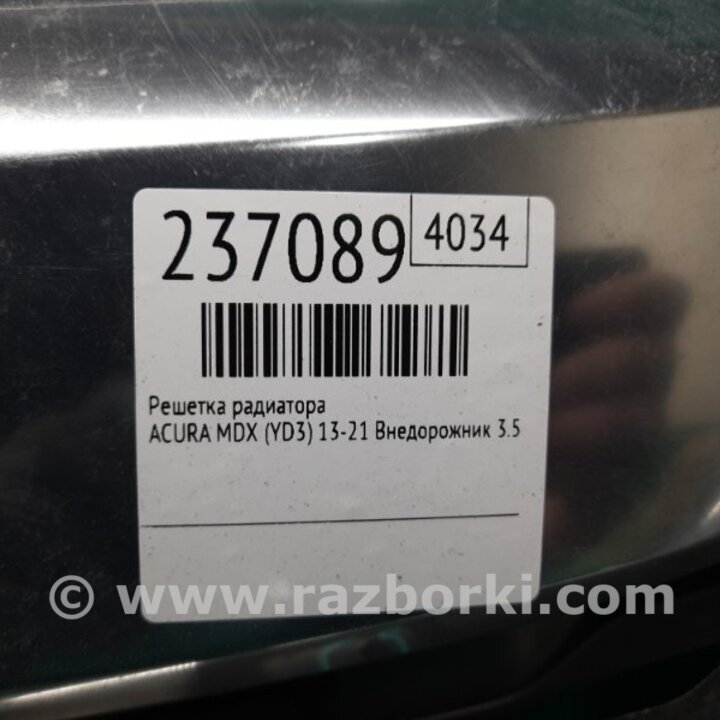 237089 4034
Решетка радиатора
ACURA MDX (YD3) 13-21 Внедорожник 3.5
© www.razborki.com